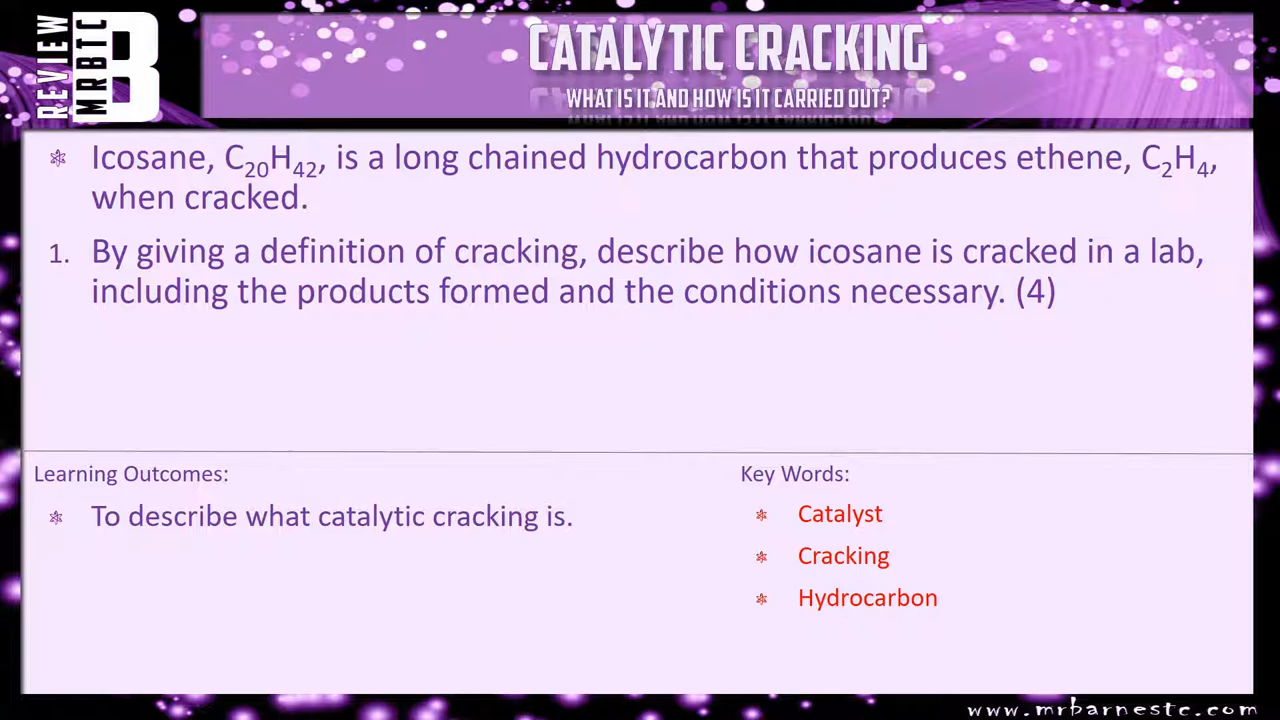 REVIEW
MRBTC
B
CATALYTIC CRACKING
WHAT IS IT AND HOW IS IT CARRIED OUT?
Icosane, C₂₀H₄₂, is a long chained hydrocarbon that produces ethene, C₂H₄,
when cracked.
1. By giving a definition of cracking, describe how icosane is cracked in a lab,
including the products formed and the conditions necessary. (4)
Learning Outcomes:
To describe what catalytic cracking is.
Key Words:
Catalyst
Cracking
Hydrocarbon
www.mrbarnestc.com